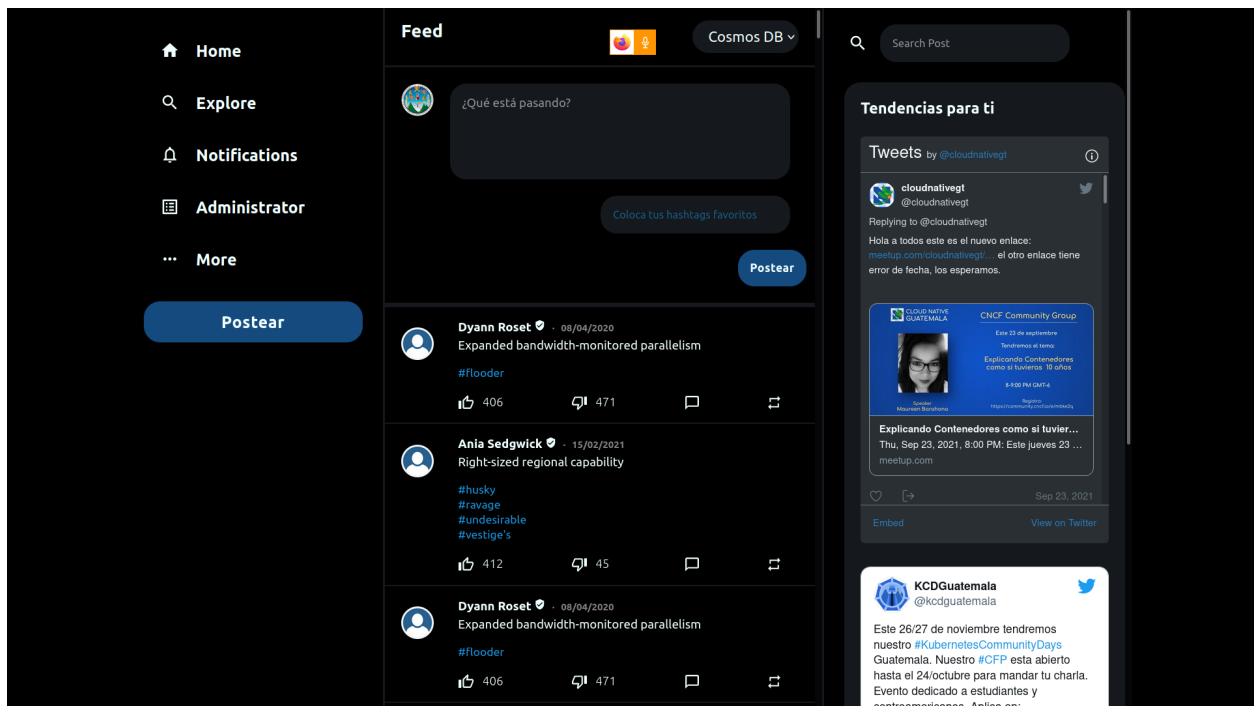 Home
Explore
Notifications
Administrator
More
Postear
Feed
Cosmos DB
¿Qué está pasando?
Coloca tus hashtags favoritos
Postear
Dyann Roset · 08/04/2020
Expanded bandwidth-monitored parallelism
#flooder
406 471
Ania Sedgwick · 15/02/2021
Right-sized regional capability
#husky
#ravage
#undesirable
#vestige's
412 45
Dyann Roset · 08/04/2020
Expanded bandwidth-monitored parallelism
#flooder
406 471
Search Post
Tendencias para ti
Tweets by @cloudnativegt
cloudnativegt
@cloudnativegt
Replying to @cloudnativegt
Hola a todos este es el nuevo enlace:
meetup.com/cloudnativegt/… el otro enlace tiene
error de fecha, los esperamos.
CLOUD NATIVE
GUATEMALA
CNCF Community Group
Este 23 de septiembre
Tendremos el tema:
Explicando Contenedores
como si tuvieras 10 años
8-9:00 PM GMT-6
Registro:
Speaker
Maureen Barahona
Explicando Contenedores como si tuvier...
Thu, Sep 23, 2021, 8:00 PM: Este jueves 23 ...
meetup.com
Sep 23, 2021
Embed
View on Twitter
KCDGuatemala
@kcdguatemala
Este 26/27 de noviembre tendremos
nuestro #KubernetesCommunityDays
Guatemala. Nuestro #CFP esta abierto
hasta el 24/octubre para mandar tu charla.
Evento dedicado a estudiantes y
centroamericanos. Aplica en: